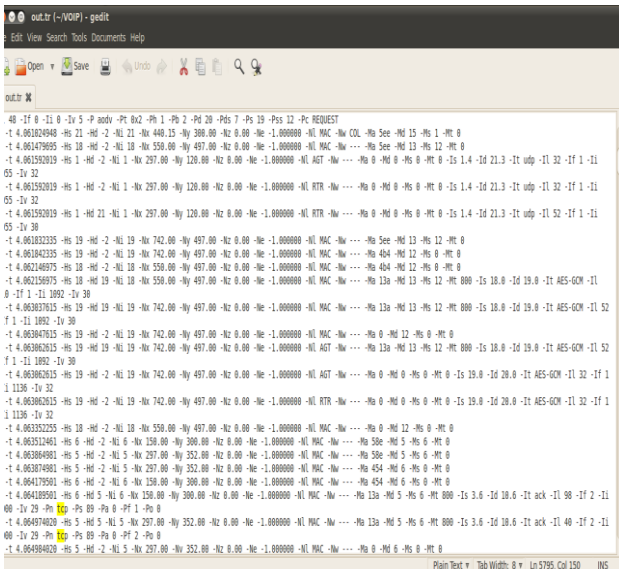 out.tr (~/VOIP) - gedit
Edit View Search Tools Documents Help
Open Save Undo
out.tr
48 -If 0 -Ii 0 -Iv 5 -P aodv -Pt 0x2 -Ph 1 -Pb 2 -Pd 20 -Pds 7 -Ps 19 -Pss 12 -Pc REQUEST
-t 4.061024948 -Hs 21 -Hd -2 -Ni 21 -Nx 440.15 -Ny 300.00 -Nz 0.00 -Ne -1.000000 -Nl MAC -Nw COL -Ma 5ee -Md 15 -Ms 1 -Mt 0
-t 4.061479695 -Hs 18 -Hd -2 -Ni 18 -Nx 550.00 -Ny 497.00 -Nz 0.00 -Ne -1.000000 -Nl MAC -Nw --- -Ma 5ee -Md 13 -Ms 12 -Mt 0
-t 4.061592019 -Hs 1 -Hd -2 -Ni 1 -Nx 297.00 -Ny 120.00 -Nz 0.00 -Ne -1.000000 -Nl AGT -Nw --- -Ma 0 -Md 0 -Ms 0 -Mt 0 -Is 1.4 -Id 21.3 -It udp -Il 32 -If 1 -Ii
055 -Iv 32
-t 4.061592019 -Hs 1 -Hd -2 -Ni 1 -Nx 297.00 -Ny 120.00 -Nz 0.00 -Ne -1.000000 -Nl RTR -Nw --- -Ma 0 -Md 0 -Ms 0 -Mt 0 -Is 1.4 -Id 21.3 -It udp -Il 32 -If 1 -Ii
055 -Iv 32
-t 4.061592019 -Hs 1 -Hd 21 -Ni 1 -Nx 297.00 -Ny 120.00 -Nz 0.00 -Ne -1.000000 -Nl RTR -Nw --- -Ma 0 -Md 0 -Ms 0 -Mt 0 -Is 1.4 -Id 21.3 -It udp -Il 52 -If 1 -Ii
055 -Iv 30
-t 4.061832335 -Hs 19 -Hd -2 -Ni 19 -Nx 742.00 -Ny 497.00 -Nz 0.00 -Ne -1.000000 -Nl MAC -Nw --- -Ma 5ee -Md 13 -Ms 12 -Mt 0
-t 4.061842335 -Hs 19 -Hd -2 -Ni 19 -Nx 742.00 -Ny 497.00 -Nz 0.00 -Ne -1.000000 -Nl MAC -Nw --- -Ma 4b4 -Md 12 -Ms 0 -Mt 0
-t 4.062146975 -Hs 18 -Hd -2 -Ni 18 -Nx 550.00 -Ny 497.00 -Nz 0.00 -Ne -1.000000 -Nl MAC -Nw --- -Ma 4b4 -Md 12 -Ms 0 -Mt 0
-t 4.062156975 -Hs 18 -Hd 19 -Ni 18 -Nx 550.00 -Ny 497.00 -Nz 0.00 -Ne -1.000000 -Nl MAC -Nw --- -Ma 13a -Md 13 -Ms 12 -Mt 800 -Is 18.0 -Id 19.0 -It AES-GCM -Il
.0 -If 1 -Ii 1092 -Iv 30
-t 4.063037615 -Hs 19 -Hd 19 -Ni 19 -Nx 742.00 -Ny 497.00 -Nz 0.00 -Ne -1.000000 -Nl MAC -Nw --- -Ma 13a -Md 13 -Ms 12 -Mt 800 -Is 18.0 -Id 19.0 -It AES-GCM -Il 52
f 1 -Ii 1092 -Iv 30
-t 4.063047615 -Hs 19 -Hd -2 -Ni 19 -Nx 742.00 -Ny 497.00 -Nz 0.00 -Ne -1.000000 -Nl MAC -Nw --- -Ma 0 -Md 12 -Ms 0 -Mt 0
-t 4.063062615 -Hs 19 -Hd 19 -Ni 19 -Nx 742.00 -Ny 497.00 -Nz 0.00 -Ne -1.000000 -Nl MAC -Nw --- -Ma 13a -Md 13 -Ms 12 -Mt 800 -Is 18.0 -Id 19.0 -It AES-GCM -Il 52
f 1 -Ii 1092 -Iv 30
-t 4.063062615 -Hs 19 -Hd -2 -Ni 19 -Nx 742.00 -Ny 497.00 -Nz 0.00 -Ne -1.000000 -Nl AGT -Nw --- -Ma 0 -Md 0 -Ms 0 -Mt 0 -Is 19.0 -Id 20.0 -It AES-GCM -Il 32 -If 1
i 1136 -Iv 32
-t 4.063062615 -Hs 19 -Hd -2 -Ni 19 -Nx 742.00 -Ny 497.00 -Nz 0.00 -Ne -1.000000 -Nl RTR -Nw --- -Ma 0 -Md 0 -Ms 0 -Mt 0 -Is 19.0 -Id 20.0 -It AES-GCM -Il 32 -If 1
i 1136 -Iv 32
-t 4.063352255 -Hs 18 -Hd -2 -Ni 18 -Nx 550.00 -Ny 497.00 -Nz 0.00 -Ne -1.000000 -Nl MAC -Nw --- -Ma 0 -Md 12 -Ms 0 -Mt 0
-t 4.063512461 -Hs 6 -Hd -2 -Ni 6 -Nx 150.00 -Ny 300.00 -Nz 0.00 -Ne -1.000000 -Nl MAC -Nw --- -Ma 58e -Md 5 -Ms 6 -Mt 0
-t 4.063864981 -Hs 5 -Hd -2 -Ni 5 -Nx 297.00 -Ny 352.00 -Nz 0.00 -Ne -1.000000 -Nl MAC -Nw --- -Ma 58e -Md 5 -Ms 6 -Mt 0
-t 4.063874981 -Hs 5 -Hd -2 -Ni 5 -Nx 297.00 -Ny 352.00 -Nz 0.00 -Ne -1.000000 -Nl MAC -Nw --- -Ma 454 -Md 6 -Ms 0 -Mt 0
-t 4.064179501 -Hs 6 -Hd -2 -Ni 6 -Nx 150.00 -Ny 300.00 -Nz 0.00 -Ne -1.000000 -Nl MAC -Nw --- -Ma 454 -Md 6 -Ms 0 -Mt 0
-t 4.064189501 -Hs 6 -Hd 5 -Ni 6 -Nx 150.00 -Ny 300.00 -Nz 0.00 -Ne -1.000000 -Nl MAC -Nw --- -Ma 13a -Md 5 -Ms 6 -Mt 800 -Is 3.6 -Id 10.6 -It ack -Il 98 -If 2 -Ii
00 -Iv 29 -Pn tcp -Ps 89 -Pa 0 -Pf 1 -Po 0
-t 4.064974020 -Hs 5 -Hd 5 -Ni 5 -Nx 297.00 -Ny 352.00 -Nz 0.00 -Ne -1.000000 -Nl MAC -Nw --- -Ma 13a -Md 5 -Ms 6 -Mt 800 -Is 3.6 -Id 10.6 -It ack -Il 40 -If 2 -Ii
00 -Iv 29 -Pn tcp -Ps 89 -Pa 0 -Pf 2 -Po 0
-t 4.064984020 -Hs 5 -Hd -2 -Ni 5 -Nx 297.00 -Ny 352.00 -Nz 0.00 -Ne -1.000000 -Nl MAC -Nw --- -Ma 0 -Md 6 -Ms 0 -Mt 0
Plain Text Tab Width: 8 Ln 5795, Col 150 INS